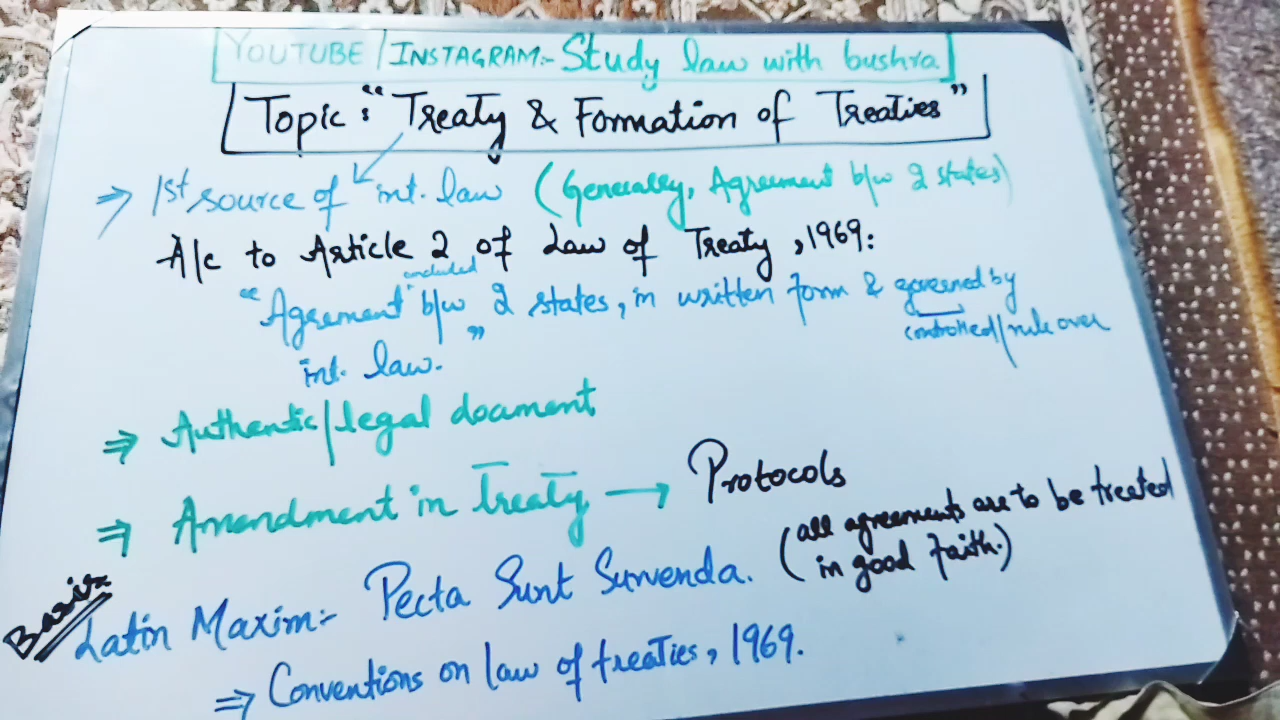 YOUTUBE / INSTAGRAM:- Study law with bushra
Topic: "Treaty & Formation of Treaties"
⇒ 1st source of int. law (Generally, Agreement b/w 2 states)
A/c to Article 2 of Law of Treaty, 1969:
concluded
"Agreement b/w 2 states, in written form & governed by
controlled/rule over
int. law."
⇒ Authentic/legal document
⇒ Amendment in Treaty → Protocols
(all agreements are to be treated
in good faith.)
Basis
Latin Maxim:- Pecta Sunt Survenda.
⇒ Conventions on law of treaties, 1969.